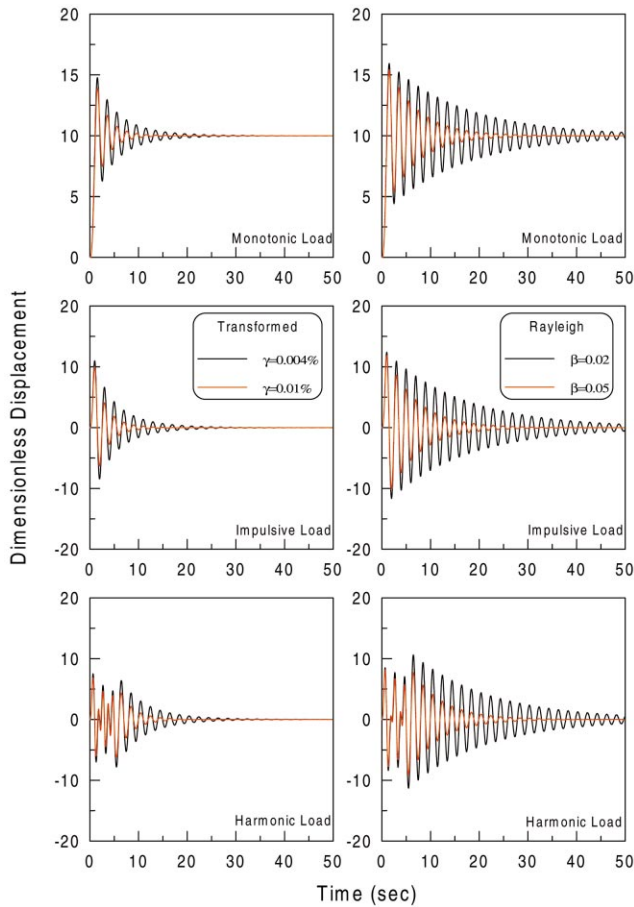 Dimensionless Displacement
20
15
10
5
0
Monotonic Load
0 10 20 30 40 50
20
15
10
5
0
Monotonic Load
0 10 20 30 40 50
20
10
0
-10
-20
Transformed
γ=0.004%
γ=0.01%
Impulsive Load
0 10 20 30 40 50
20
10
0
-10
-20
Rayleigh
β=0.02
β=0.05
Impulsive Load
0 10 20 30 40 50
20
10
0
-10
-20
Harmonic Load
0 10 20 30 40 50
20
10
0
-10
-20
Harmonic Load
0 10 20 30 40 50
Time (sec)